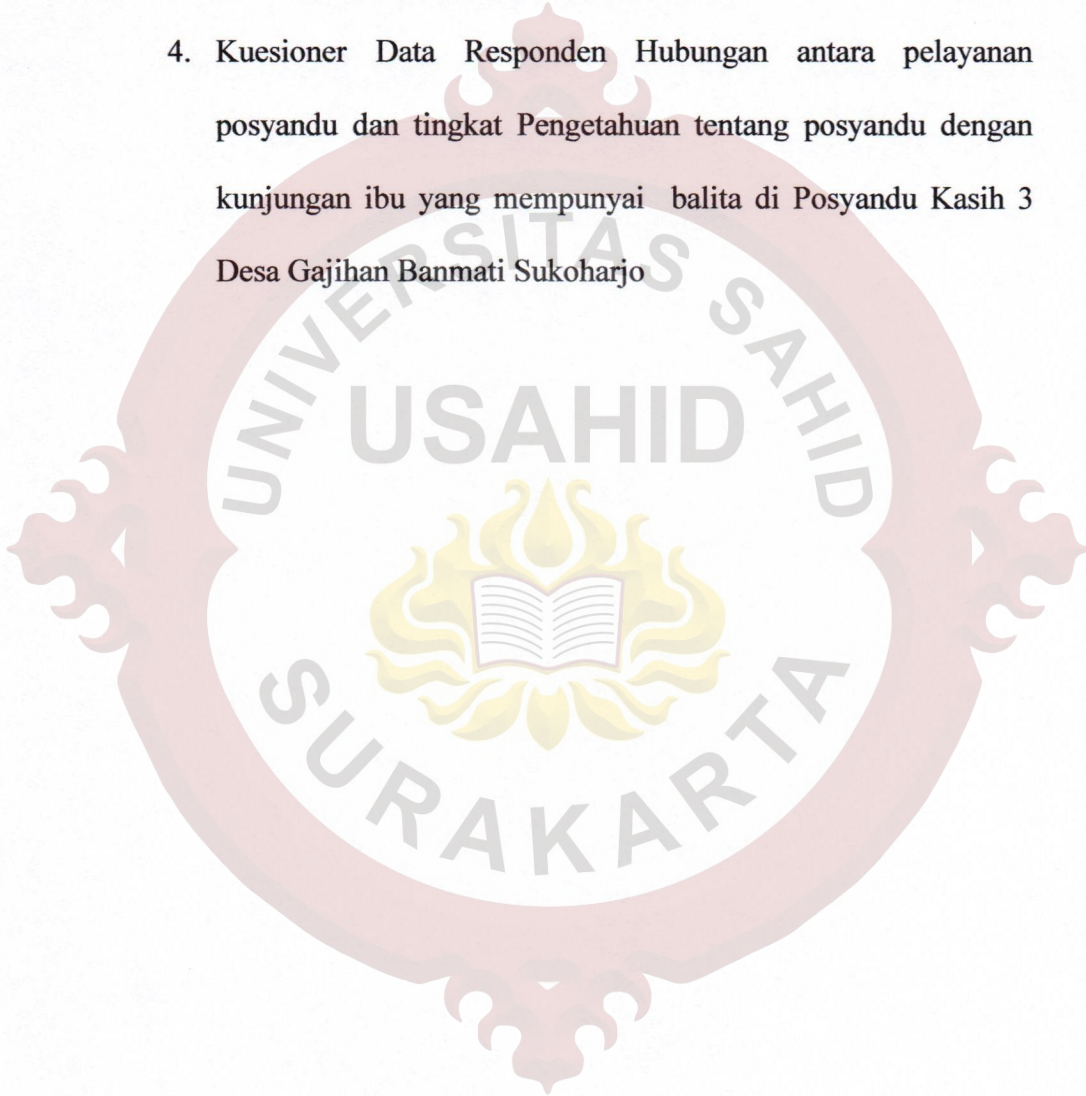 4. Kuesioner Data Responden Hubungan antara pelayanan
posyandu dan tingkat Pengetahuan tentang posyandu dengan
kunjungan ibu yang mempunyai balita di Posyandu Kasih 3
Desa Gajihan Banmati Sukoharjo
UNIVERSITAS SAHID
USAHID
SURAKARTA